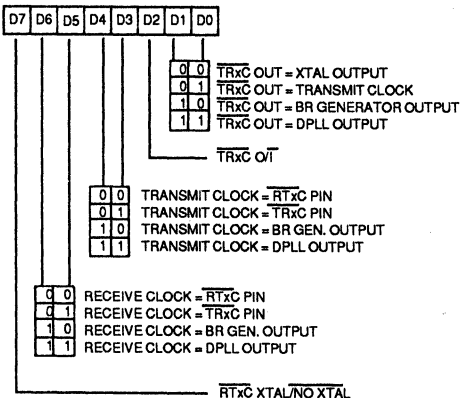 D7 D6 D5 D4 D3 D2 D1 D0
0 0 TRxC OUT = XTAL OUTPUT
0 1 TRxC OUT = TRANSMIT CLOCK
1 0 TRxC OUT = BR GENERATOR OUTPUT
1 1 TRxC OUT = DPLL OUTPUT
TRxC O/I
0 0 TRANSMIT CLOCK = RTxC PIN
0 1 TRANSMIT CLOCK = TRxC PIN
1 0 TRANSMIT CLOCK = BR GEN. OUTPUT
1 1 TRANSMIT CLOCK = DPLL OUTPUT
0 0 RECEIVE CLOCK = RTxC PIN
0 1 RECEIVE CLOCK = TRxC PIN
1 0 RECEIVE CLOCK = BR GEN. OUTPUT
1 1 RECEIVE CLOCK = DPLL OUTPUT
RTxC XTAL/NO XTAL